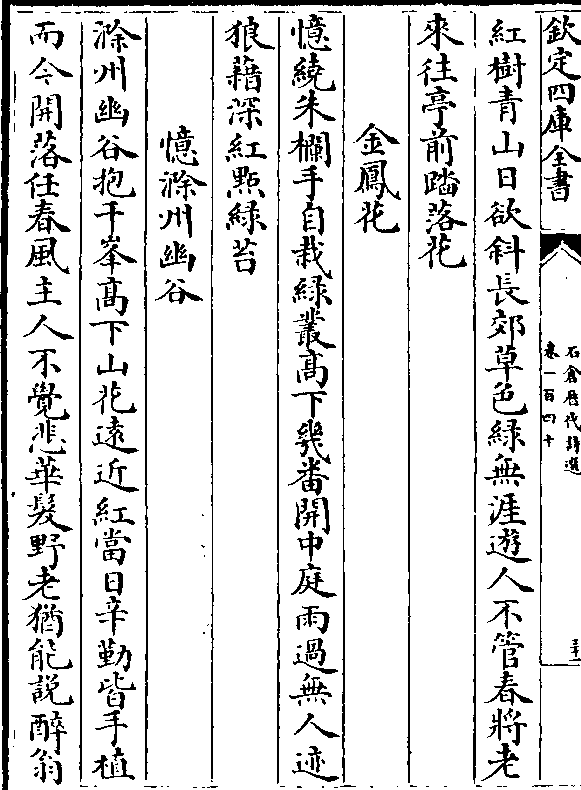 欽定四庫全書
石倉歷代詩選
卷一百四十
紅樹青山日欲斜長郊草色綠無涯遊人不管春將老
來往亭前踏落花
金鳳花
憶繞朱欄手自栽綠叢髙下幾番開中庭雨過無人迹
狼藉深紅㸃綠苔
憶滁州幽谷
滁州幽谷抱千峯髙下山花遠近紅當日辛勤皆手植
而今開落任春風主人不覺悲華髮野老猶能說醉翁